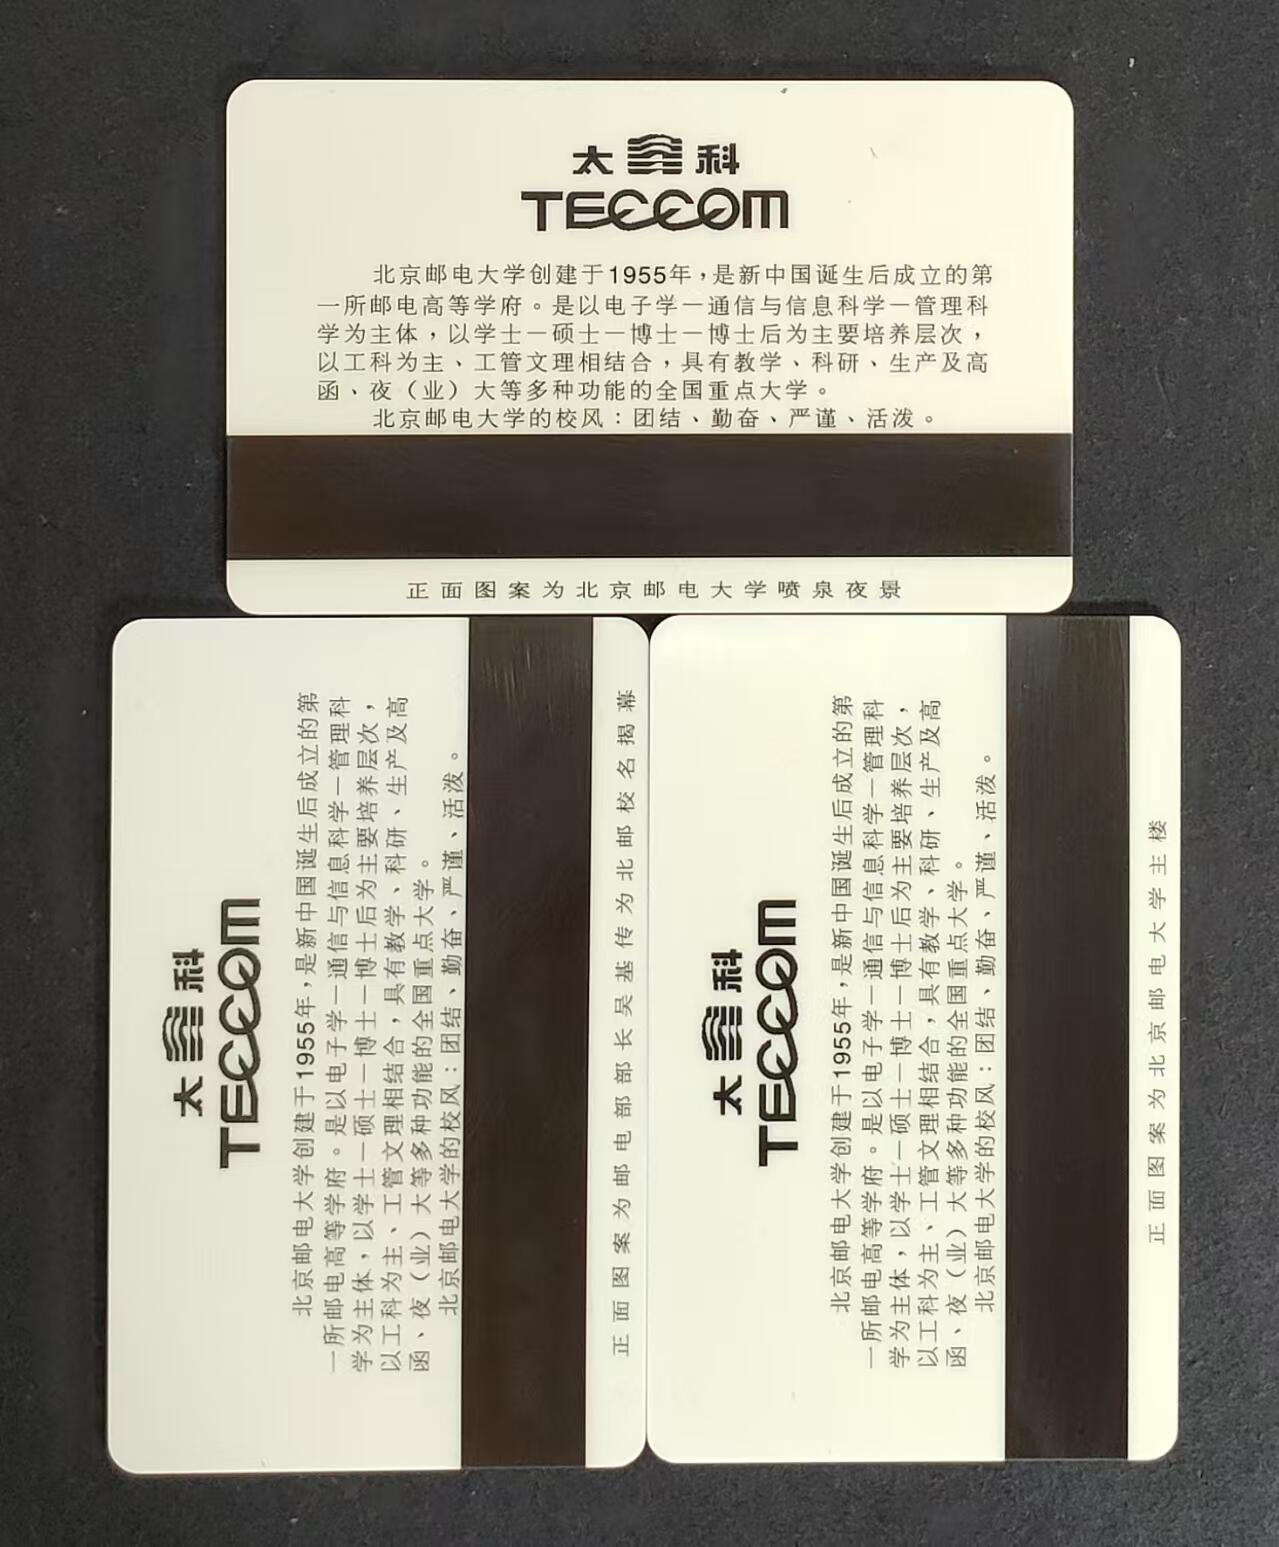 太 科
TECCOM
北京邮电大学创建于1955年，是新中国诞生后成立的第
一所邮电高等学府。是以电子学—通信与信息科学—管理科
学为主体，以学士—硕士—博士—博士后为主要培养层次，
以工科为主、工管文理相结合，具有教学、科研、生产及高
函、夜（业）大等多种功能的全国重点大学。
北京邮电大学的校风：团结、勤奋、严谨、活泼。
正面图案为北京邮电大学喷泉夜景
太 科
TECCOM
北京邮电大学创建于1955年，是新中国诞生后成立的第
一所邮电高等学府。是以电子学—通信与信息科学—管理科
学为主体，以学士—硕士—博士—博士后为主要培养层次，
以工科为主、工管文理相结合，具有教学、科研、生产及高
函、夜（业）大等多种功能的全国重点大学。
北京邮电大学的校风：团结、勤奋、严谨、活泼。
正面图案为邮电部部长吴基传为北邮校名揭幕
太 科
TECCOM
北京邮电大学创建于1955年，是新中国诞生后成立的第
一所邮电高等学府。是以电子学—通信与信息科学—管理科
学为主体，以学士—硕士—博士—博士后为主要培养层次，
以工科为主、工管文理相结合，具有教学、科研、生产及高
函、夜（业）大等多种功能的全国重点大学。
北京邮电大学的校风：团结、勤奋、严谨、活泼。
正面图案为北京邮电大学主楼